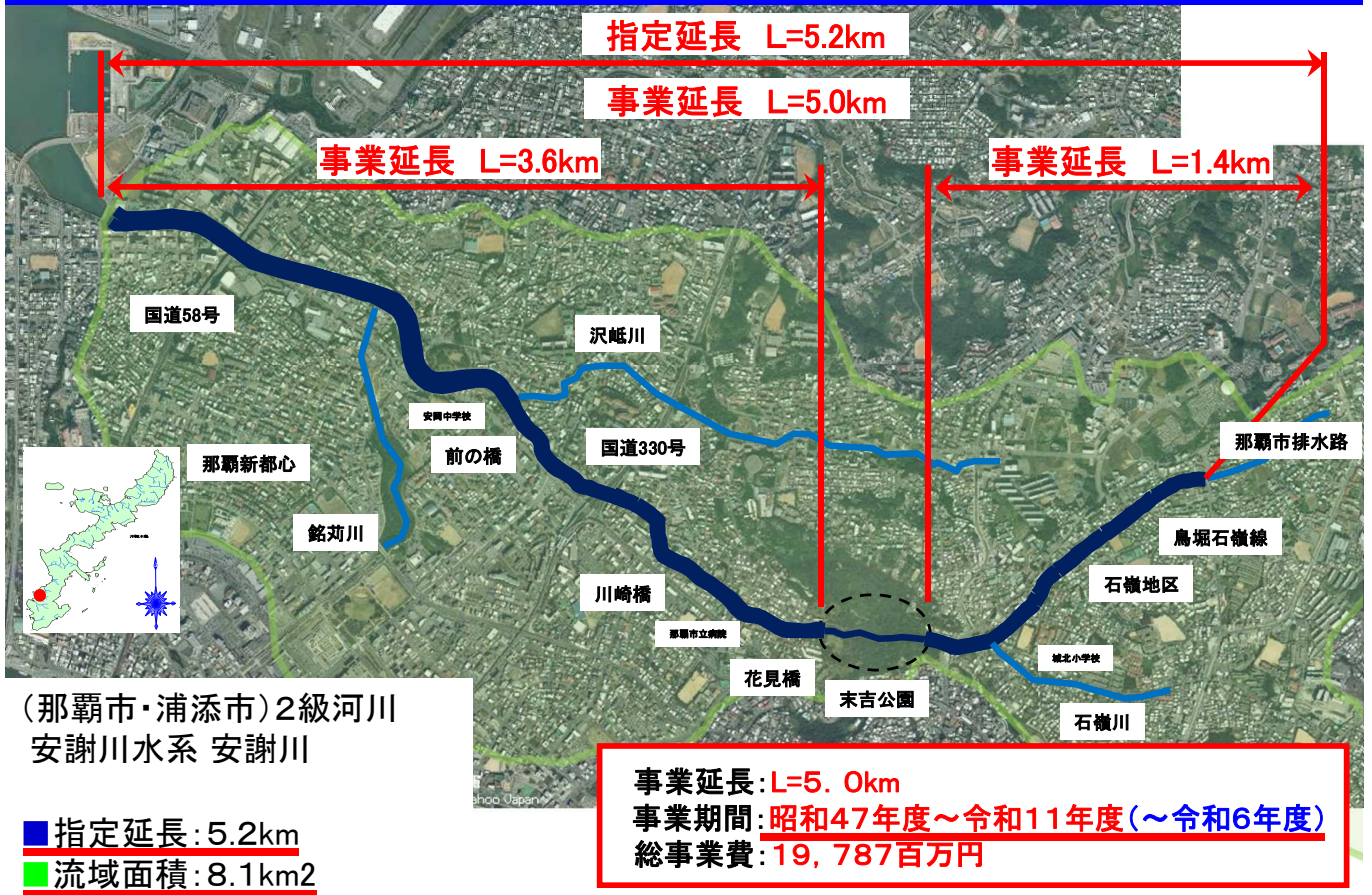 指定延長 L=5.2km
事業延長 L=5.0km
事業延長 L=3.6km
事業延長 L=1.4km
国道58号
沢岻川
安岡中学校
前の橋
国道330号
那覇市排水路
那覇新都心
銘苅川
鳥堀石嶺線
石嶺地区
川崎橋
那覇市立病院
城北小学校
花見橋
末吉公園
石嶺川
(那覇市・浦添市)2級河川
安謝川水系 安謝川
ahoo Japan
■指定延長:5.2km
■流域面積:8.1km2
事業延長:L=5. 0km
事業期間:昭和47年度~令和11年度(~令和6年度)
総事業費:19, 787百万円